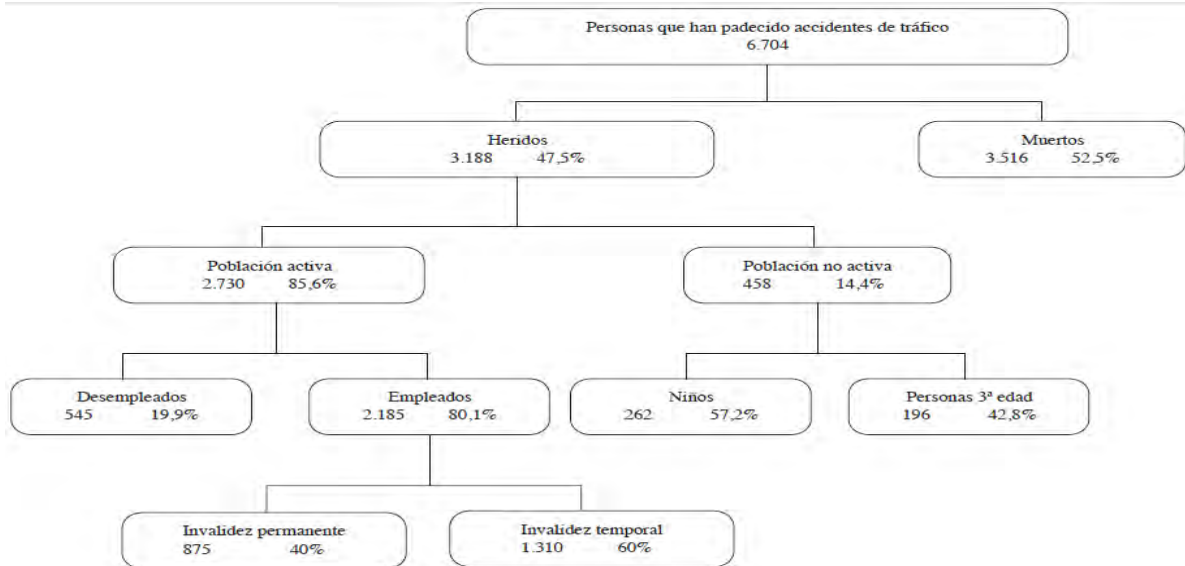 Personas que han padecido accidentes de tráfico
6.704
Heridos
3.188 47,5%
Muertos
3.516 52,5%
Población activa
2.730 85,6%
Población no activa
458 14,4%
Desempleados
545 19,9%
Empleados
2.185 80,1%
Niños
262 57,2%
Personas 3ª edad
196 42,8%
Invalidez permanente
875 40%
Invalidez temporal
1.310 60%